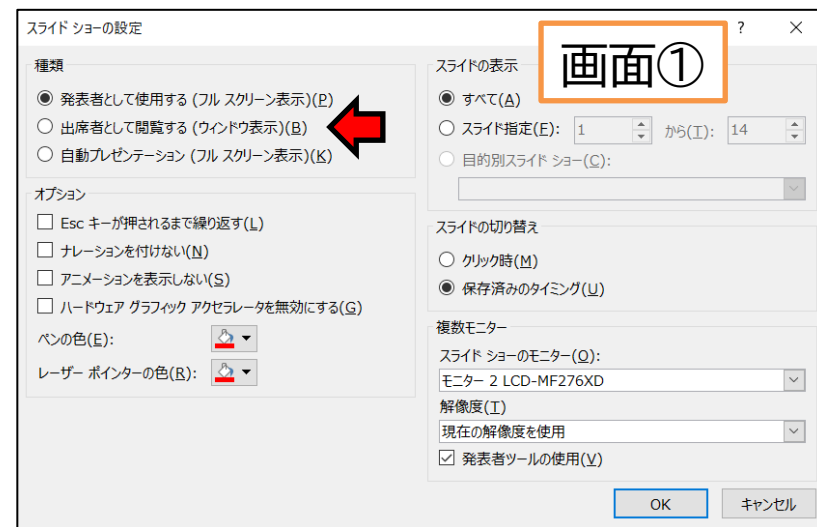 スライド ショーの設定
?
×
画面①
種類
発表者として使用する (フル スクリーン表示)(P)
出席者として閲覧する (ウィンドウ表示)(B)
自動プレゼンテーション (フル スクリーン表示)(K)
オプション
Esc キーが押されるまで繰り返す(L)
ナレーションを付けない(N)
アニメーションを表示しない(S)
ハードウェア グラフィック アクセラレータを無効にする(G)
ペンの色(E):
レーザー ポインターの色(R):
スライドの表示
すべて(A)
スライド指定(F): 1 から(T): 14
目的別スライド ショー(C):
スライドの切り替え
クリック時(M)
保存済みのタイミング(U)
複数モニター
スライド ショーのモニター(O):
モニター 2 LCD-MF276XD
解像度(T)
現在の解像度を使用
発表者ツールの使用(V)
OK キャンセル